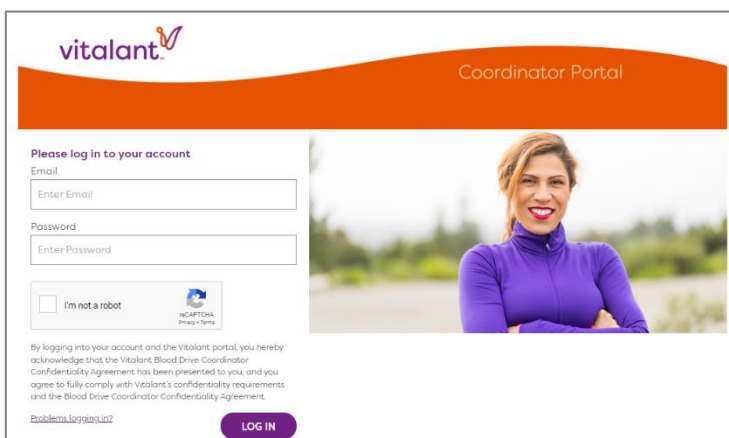 vitalant
Coordinator Portal
Please log in to your account
Email
Enter Email
Password
Enter Password
I'm not a robot
reCAPTCHA
Privacy • Terms
By logging into your account and the Vitalant portal, you hereby
acknowledge that the Vitalant Blood Drive Coordinator
Confidentiality Agreement has been presented to you, and you
agree to fully comply with Vitalant's confidentiality requirements
and the Blood Drive Coordinator Confidentiality Agreement.
Problems logging in?
LOG IN